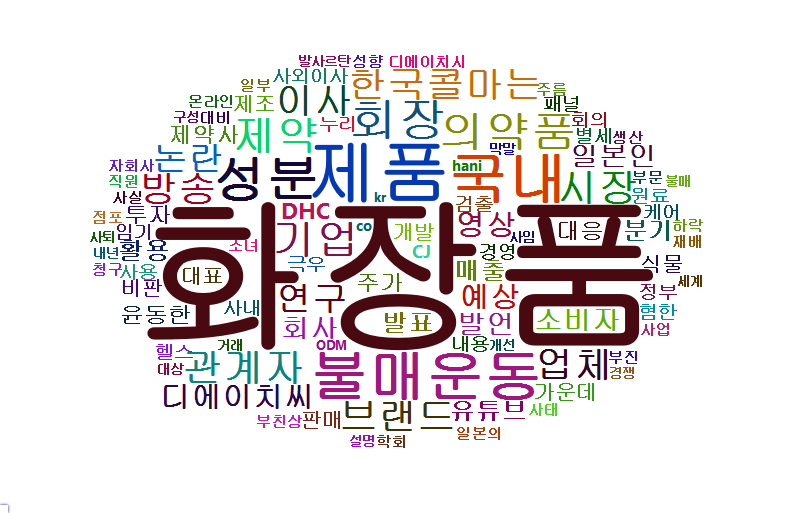 발사르탄 성향 디에이치시
일부 사외이사 한국콜마는 주름
온라인 제조 이사 회장 패널
구성 대비 제약 누리 의약품 회의
제약사 별세 생산
논란 성분 제품 국내 막말 일본인
자회사 hani 부문 불매
직원 방송 시장 원료
사실 DHC kr 검출 케어
점포 투자 영상 대응 분기 하락
사퇴 임기 기업 co 개발 사임 재배
내년 활용 소녀 CJ 경영
청구 사용 대표 극우 매출 식물 세계
비판 화장품 주가 정부
사내 연구 예상 혐한
윤동한 회사 발표 발언 소비자 사업
거래 ODM 내용 개선
헬스 관계자 불매운동 업체 부진
대상 경쟁
디에이치씨 가운데
브랜드 유튜브 사태
부친상 판매
설명 학회 일본의